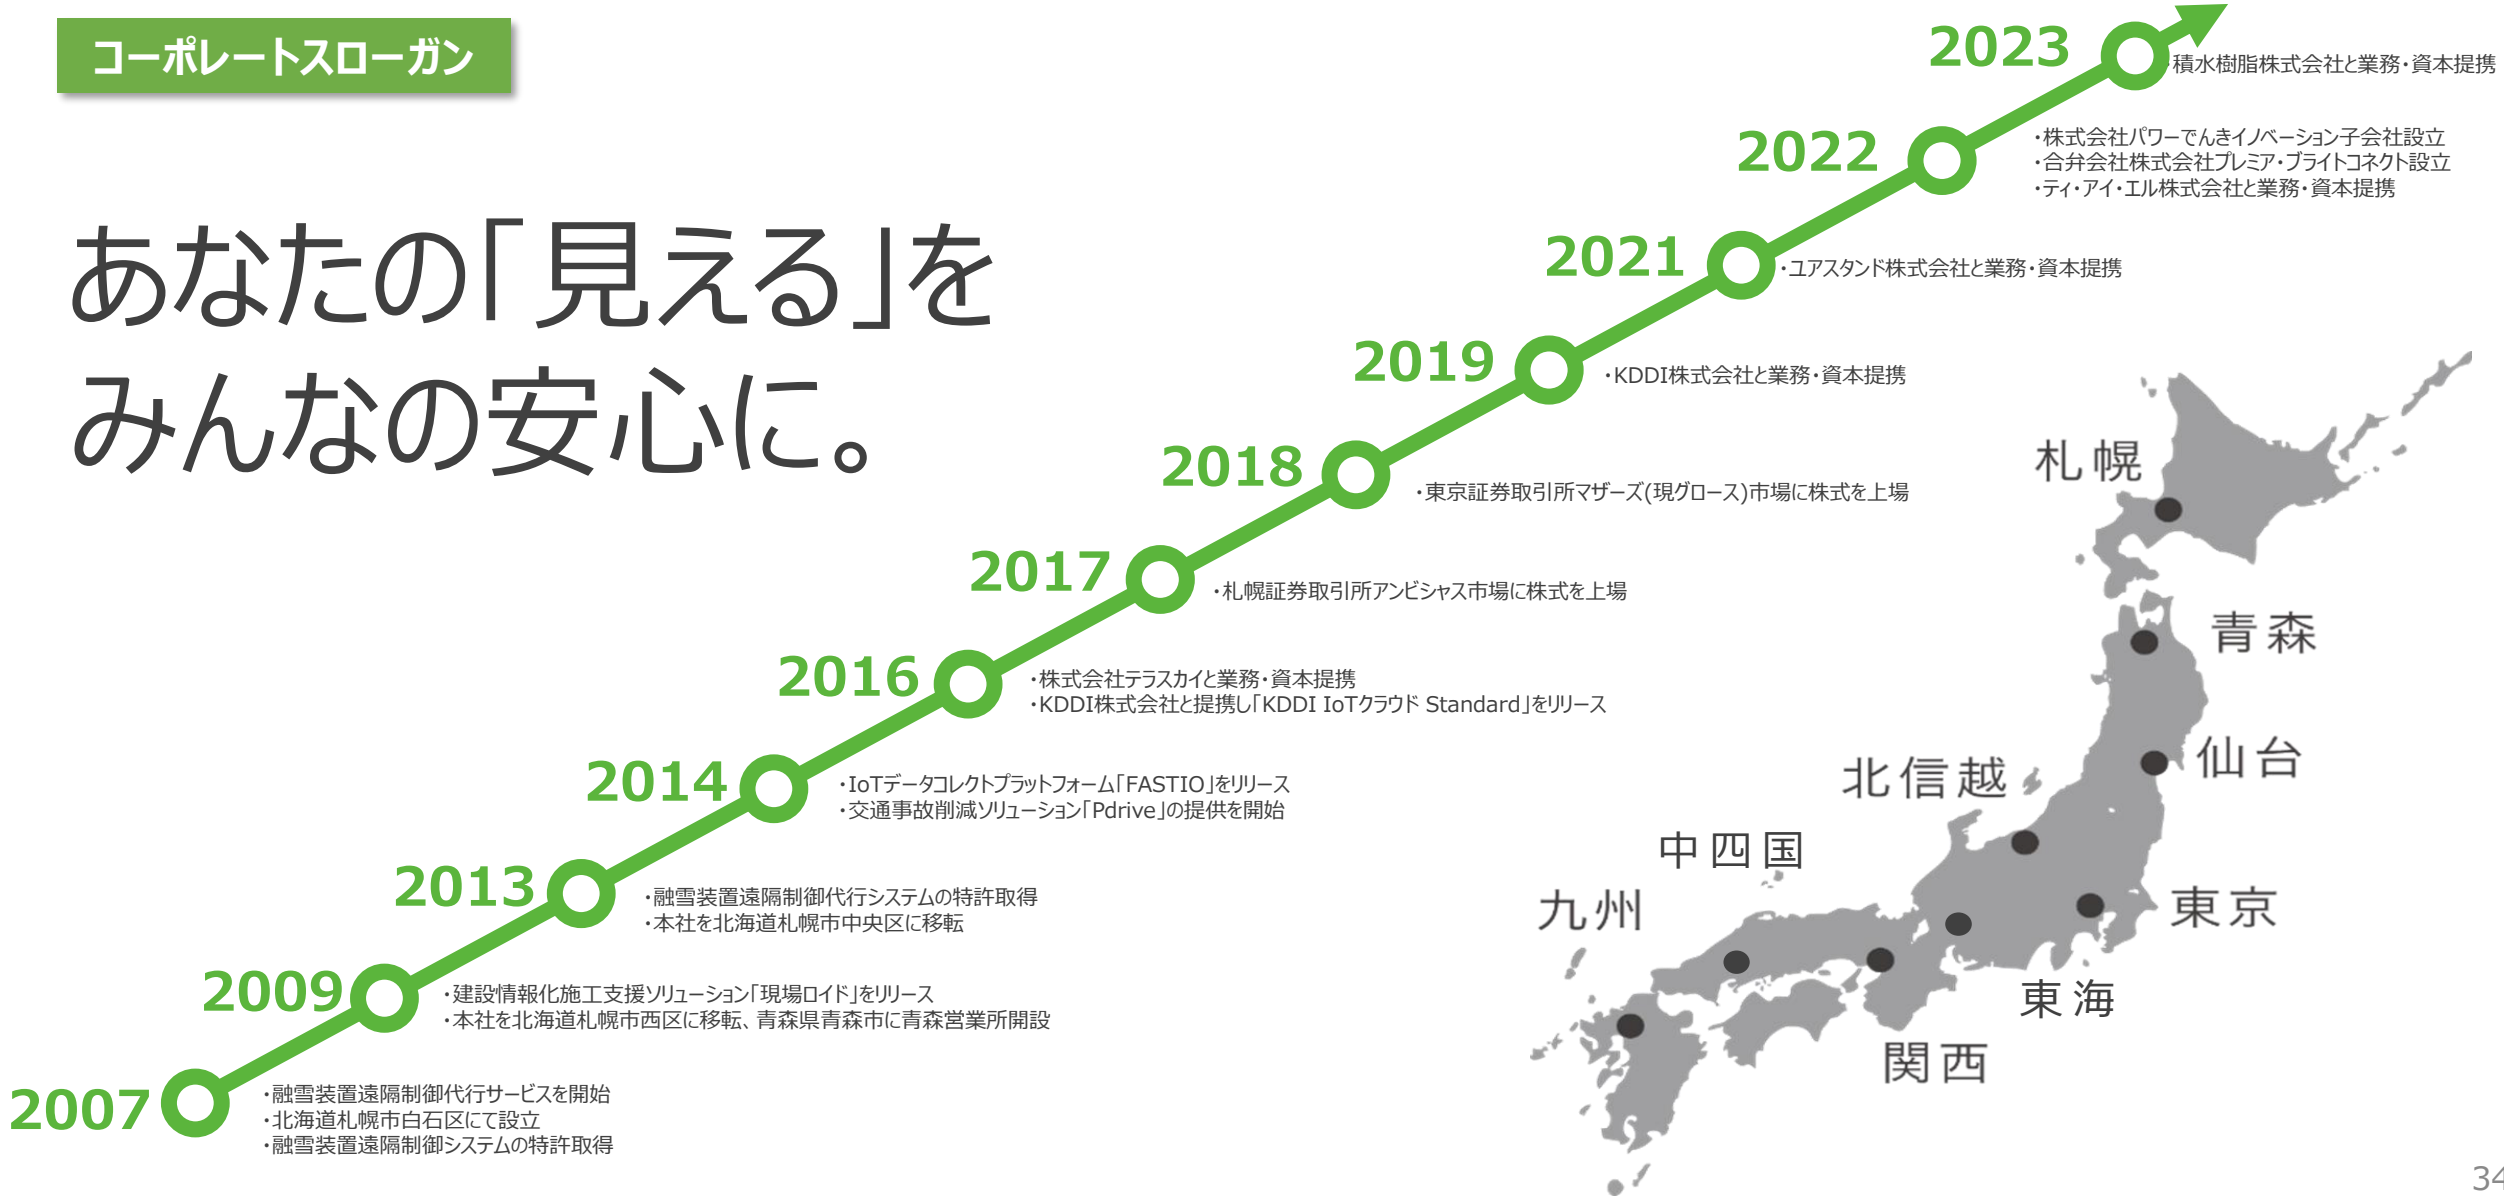 コーポレートスローガン
あなたの「見える」を
みんなの安心に。
2023
・積水樹脂株式会社と業務・資本提携
2022
・株式会社パワーでんきイノベーション子会社設立
・合弁会社株式会社プレミア・ブライトコネクト設立
・ティ・アイ・エル株式会社と業務・資本提携
2021
・ユアスタンド株式会社と業務・資本提携
2019
・KDDI株式会社と業務・資本提携
2018
・東京証券取引所マザーズ(現グロース)市場に株式を上場
2017
・札幌証券取引所アンビシャス市場に株式を上場
2016
・株式会社テラスカイと業務・資本提携
・KDDI株式会社と提携し「KDDI IoTクラウド Standard」をリリース
2014
・IoTデータコレクトプラットフォーム「FASTIO」をリリース
・交通事故削減ソリューション「Pdrive」の提供を開始
2013
・融雪装置遠隔制御代行システムの特許取得
・本社を北海道札幌市中央区に移転
2009
・建設情報化施工支援ソリューション「現場ロイド」をリリース
・本社を北海道札幌市西区に移転、青森県青森市に青森営業所開設
2007
・融雪装置遠隔制御代行サービスを開始
・北海道札幌市白石区にて設立
・融雪装置遠隔制御システムの特許取得
札幌
青森
仙台
北信越
中四国
九州
東京
東海
関西
34